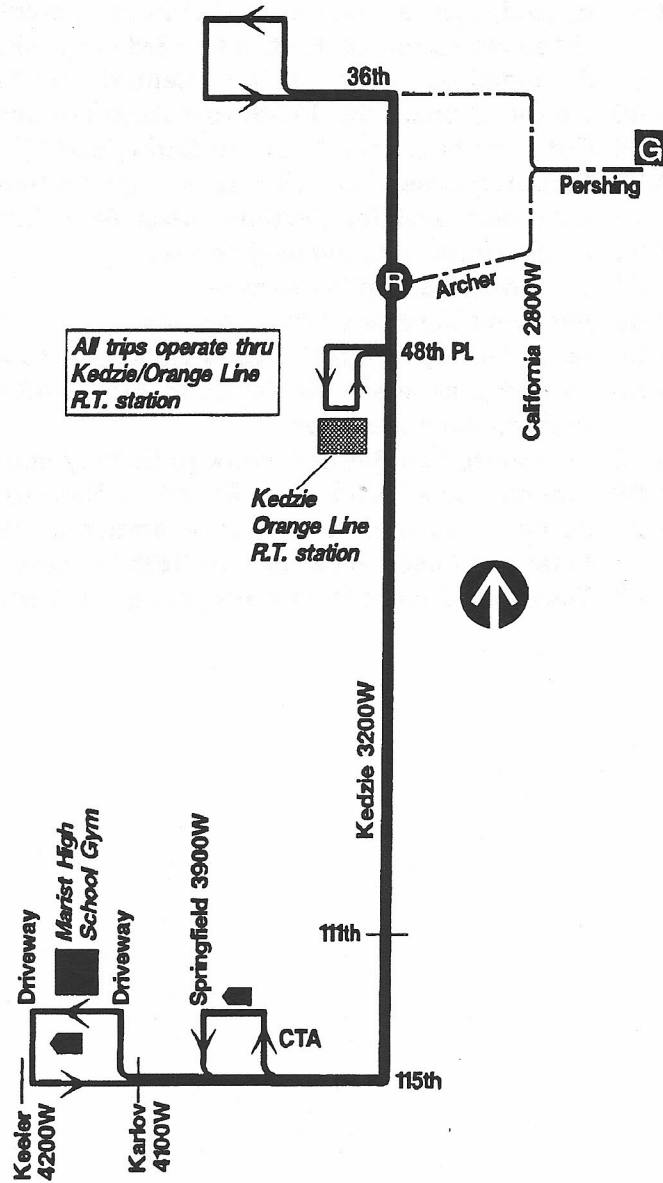 36th
G
Pershing
R
Archer
California 2800W
All trips operate thru
Kedzie/Orange Line
R.T. station
48th PL
Kedzie
Orange Line
R.T. station
Kedzie 3200W
Driveway
Marist High
School Gym
Driveway
Springfield 3900W
111th
CTA
115th
Keeler
4200W
Karlov
4100W